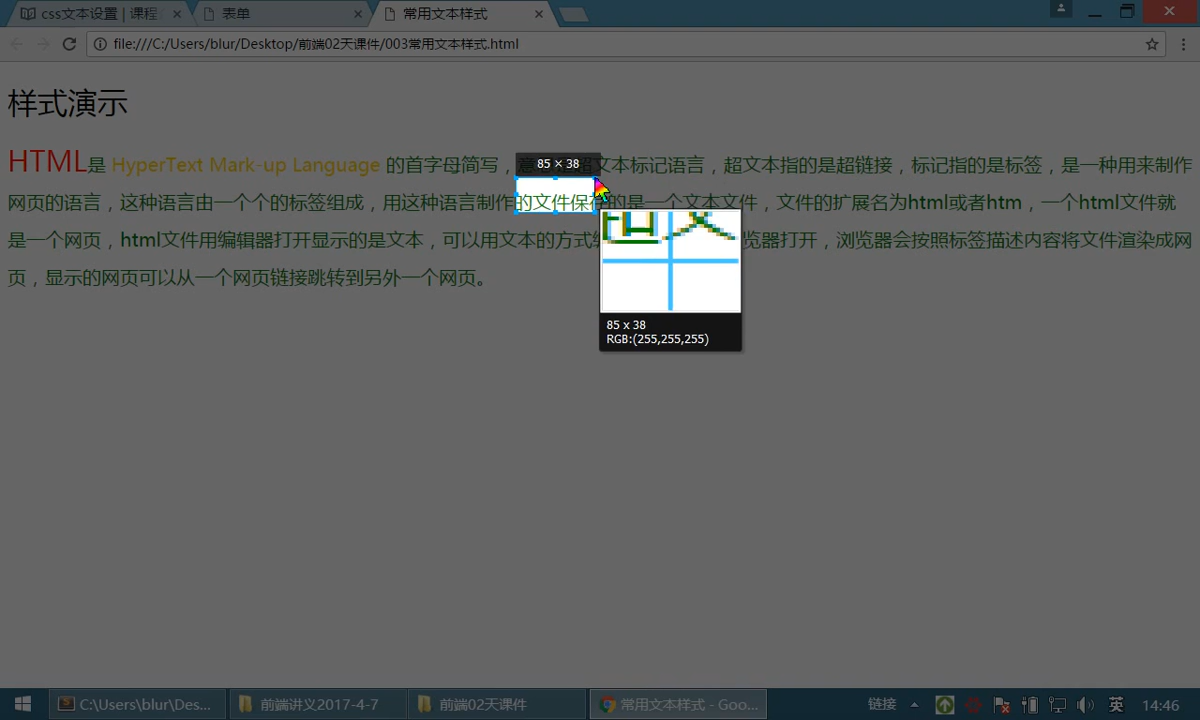 css文本设置 | 课程
表单
常用文本样式
file:///C:/Users/blur/Desktop/前端02天课件/003常用文本样式.html
样式演示
85 × 38
HTML是 HyperText Mark-up Language 的首字母简写，意思是超文本标记语言，超文本指的是超链接，标记指的是标签，是一种用来制作
网页的语言，这种语言由一个个的标签组成，用这种语言制作的文件保存的是一个文本文件，文件的扩展名为html或者htm，一个html文件就
是一个网页，html文件用编辑器打开显示的是文本，可以用文本的方式编 览器打开，浏览器会按照标签描述内容将文件渲染成网
页，显示的网页可以从一个网页链接跳转到另外一个网页。
85 x 38
RGB:(255,255,255)
C:\Users\blur\Des...
前端讲义2017-4-7
前端02天课件
常用文本样式 - Goo...
链接
英
14:46